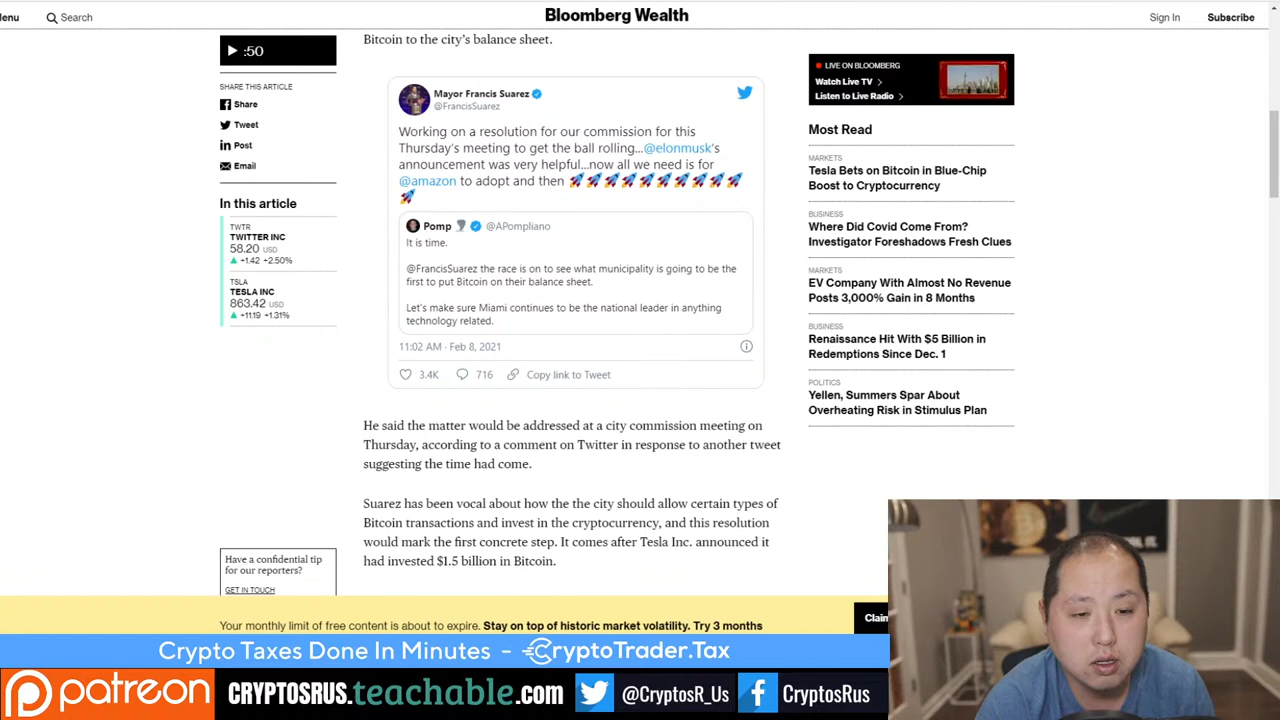 enu
Search
Bloomberg Wealth
Sign In
Subscribe
:50
SHARE THIS ARTICLE
Share
Tweet
Post
Email
In this article
TWTR
TWITTER INC
58.20 USD
+1.42 +2.50%
TSLA
TESLA INC
863.42 USD
+11.19 +1.31%
Have a confidential tip
for our reporters?
GET IN TOUCH
Bitcoin to the city's balance sheet.
Mayor Francis Suarez
@FrancisSuarez
Working on a resolution for our commission for this
Thursday's meeting to get the ball rolling...@elonmusk's
announcement was very helpful...now all we need is for
@amazon to adopt and then 🚀🚀🚀🚀🚀🚀🚀🚀🚀🚀
🚀
Pomp @APompliano
It is time.
@FrancisSuarez the race is on to see what municipality is going to be the
first to put Bitcoin on their balance sheet.
Let's make sure Miami continues to be the national leader in anything
technology related.
11:02 AM · Feb 8, 2021
3.4K
716
Copy link to Tweet
He said the matter would be addressed at a city commission meeting on
Thursday, according to a comment on Twitter in response to another tweet
suggesting the time had come.
Suarez has been vocal about how the the city should allow certain types of
Bitcoin transactions and invest in the cryptocurrency, and this resolution
would mark the first concrete step. It comes after Tesla Inc. announced it
had invested $1.5 billion in Bitcoin.
LIVE ON BLOOMBERG
Watch Live TV
Listen to Live Radio
Most Read
MARKETS
Tesla Bets on Bitcoin in Blue-Chip
Boost to Cryptocurrency
BUSINESS
Where Did Covid Come From?
Investigator Foreshadows Fresh Clues
MARKETS
EV Company With Almost No Revenue
Posts 3,000% Gain in 8 Months
BUSINESS
Renaissance Hit With $5 Billion in
Redemptions Since Dec. 1
POLITICS
Yellen, Summers Spar About
Overheating Risk in Stimulus Plan
Your monthly limit of free content is about to expire. Stay on top of historic market volatility. Try 3 months
Clain
Crypto Taxes Done In Minutes - CryptoTrader.Tax
patreon
CRYPTOSRUS.teachable.com
@CryptosR_Us
CryptosRus